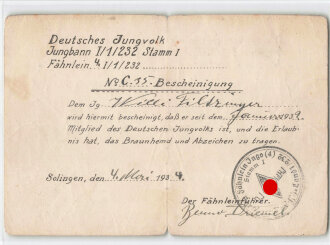 Deutsches Jungvolk
Jungbann I/1/232 Stamm I
Fähnlein 4/I/1/232
No C.55.-Bescheinigung
Dem Jg. Willi
wird hiermit bescheinigt, daß er seit dem Januar 1932
Mitglied des Deutschen Jungvolks ist, und die Erlaub-
nis hat, das Braunhemd und Abzeichen zu tragen.
Solingen, den 4. Mai 1934.
Der Fähnleinführer.